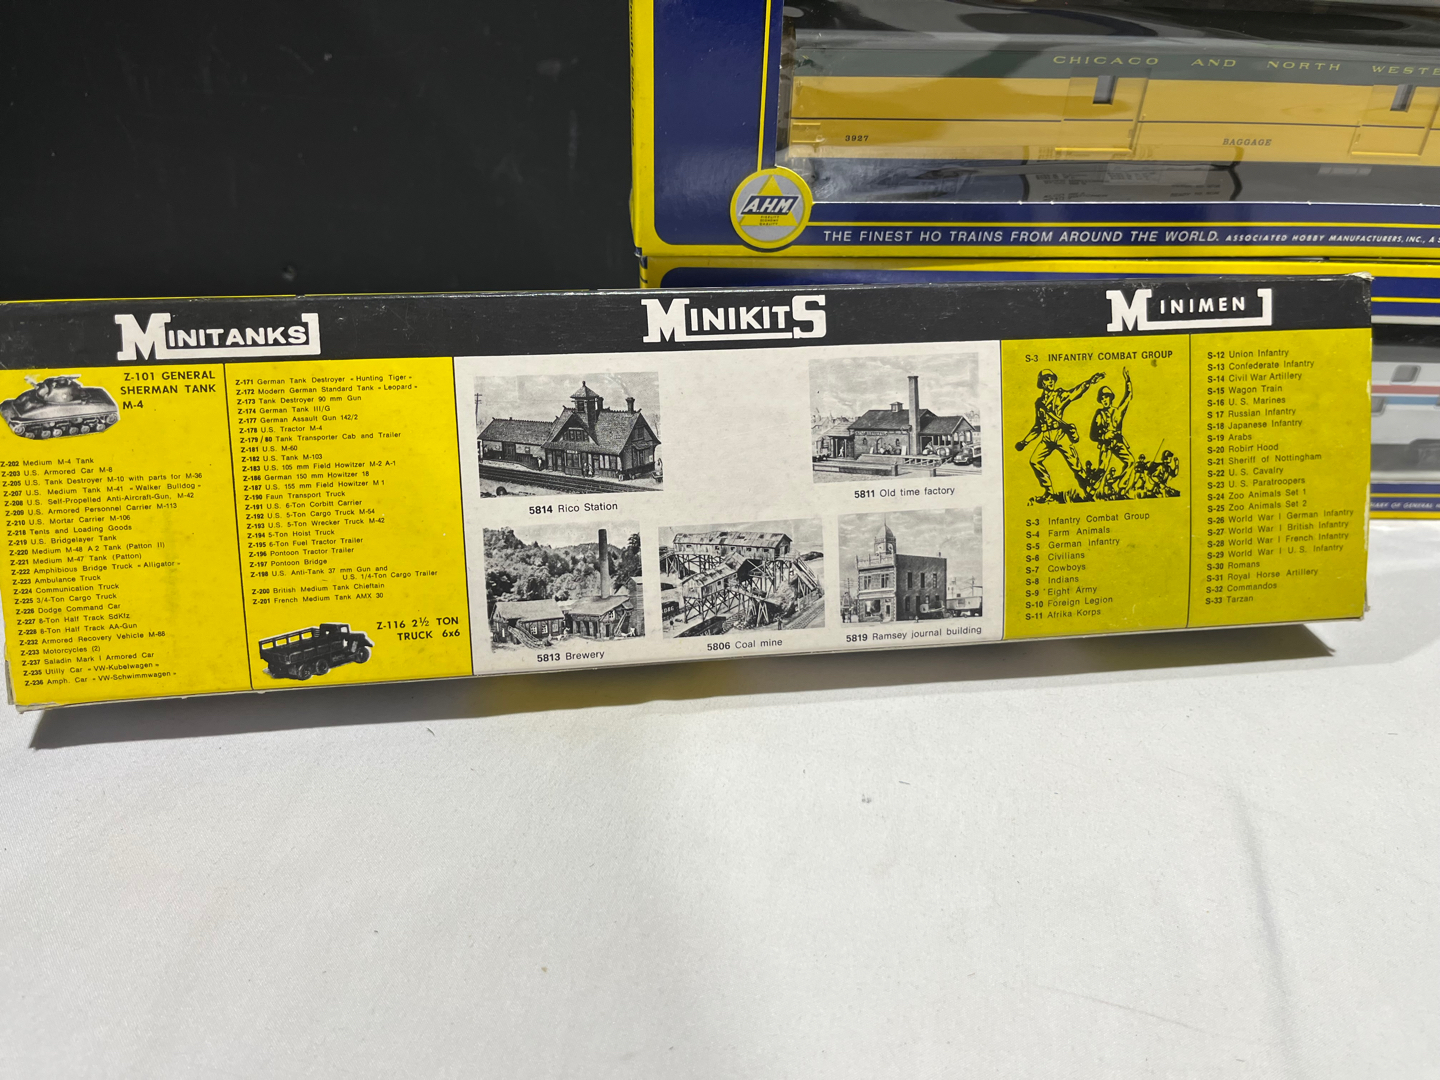 CHICAGO AND NORTH WESTE
3927
BAGGAGE
A.H.M.
THE FINEST HO TRAINS FROM AROUND THE WORLD. ASSOCIATED HOBBY MANUFACTURERS, INC., A S
MINITANKS
Z-101 GENERAL
SHERMAN TANK
M-4
Z-202 Medium M-4 Tank
Z-203 U.S. Armored Car M-8
Z-205 U.S. Tank Destroyer M-10 with parts for M-36
Z-207 U.S. Medium Tank M-41 «Walker Bulldog»
Z-208 U.S. Self-Propelled Anti-Aircraft-Gun, M-42
Z-209 U.S. Armored Personnel Carrier M-113
Z-210 U.S. Mortar Carrier M-106
Z-218 Tents and Loading Goods
Z-219 U.S. Bridgelayer Tank
Z-220 Medium M-48 A 2 Tank (Patton II)
Z-221 Medium M-47 Tank (Patton)
Z-222 Amphibious Bridge Truck «Alligator»
Z-223 Ambulance Truck
Z-224 Communication Truck
Z-225 3/4-Ton Cargo Truck
Z-226 Dodge Command Car
Z-227 8-Ton Half Track SdKfz
Z-228 8-Ton Half Track AA-Gun
Z-232 Armored Recovery Vehicle M-88
Z-233 Motorcycles (2)
Z-237 Saladin Mark I Armored Car
Z-235 Utility Car «VW-Kubelwagen»
Z-236 Amph. Car «VW-Schwimmwagen»
Z-171 German Tank Destroyer «Hunting Tiger»
Z-172 Modern German Standard Tank «Leopard»
Z-173 Tank Destroyer 90 mm Gun
Z-174 German Tank III/G
Z-177 German Assault Gun 142/2
Z-178 U.S. Tractor M-4
Z-179/80 Tank Transporter Cab and Trailer
Z-181 U.S. M-60
Z-182 U.S. Tank M-103
Z-183 U.S. 105 mm Field Howitzer M-2 A-1
Z-186 German 150 mm Howitzer 18
Z-187 U.S. 155 mm Field Howitzer M 1
Z-190 Faun Transport Truck
Z-191 U.S. 6-Ton Corbilt Carrier
Z-192 U.S. 5-Ton Cargo Truck M-54
Z-193 U.S. 5-Ton Wrecker Truck M-42
Z-194 5-Ton Hoist Truck
Z-195 6-Ton Fuel Tractor Trailer
Z-196 Pontoon Tractor Trailer
Z-197 Pontoon Bridge
Z-198 U.S. Anti-Tank 37 mm Gun and
U.S. 1/4-Ton Cargo Trailer
Z-200 British Medium Tank Chieftain
Z-201 French Medium Tank AMX 30
Z-116 2½ TON
TRUCK 6x6
MINIKITS
5814 Rico Station
5811 Old time factory
5813 Brewery
5806 Coal mine
5819 Ramsey journal building
MINIMEN
S-3 INFANTRY COMBAT GROUP
S-3 Infantry Combat Group
S-4 Farm Animals
S-5 German Infantry
S-6 Civilians
S-7 Cowboys
S-8 Indians
S-9 Eight Army
S-10 Foreign Legion
S-11 Afrika Korps
S-12 Union Infantry
S-13 Confederate Infantry
S-14 Civil War Artillery
S-15 Wagon Train
S-16 U. S. Marines
S 17 Russian Infantry
S-18 Japanese Infantry
S-19 Arabs
S-20 Robin Hood
S-21 Sheriff of Nottingham
S-22 U. S. Cavalry
S-23 U. S. Paratroopers
S-24 Zoo Animals Set 1
S-25 Zoo Animals Set 2
S-26 World War I German Infantry
S-27 World War I British Infantry
S-28 World War I French Infantry
S-29 World War I U.S. Infantry
S-30 Romans
S-31 Royal Horse Artillery
S-32 Commandos
S-33 Tarzan